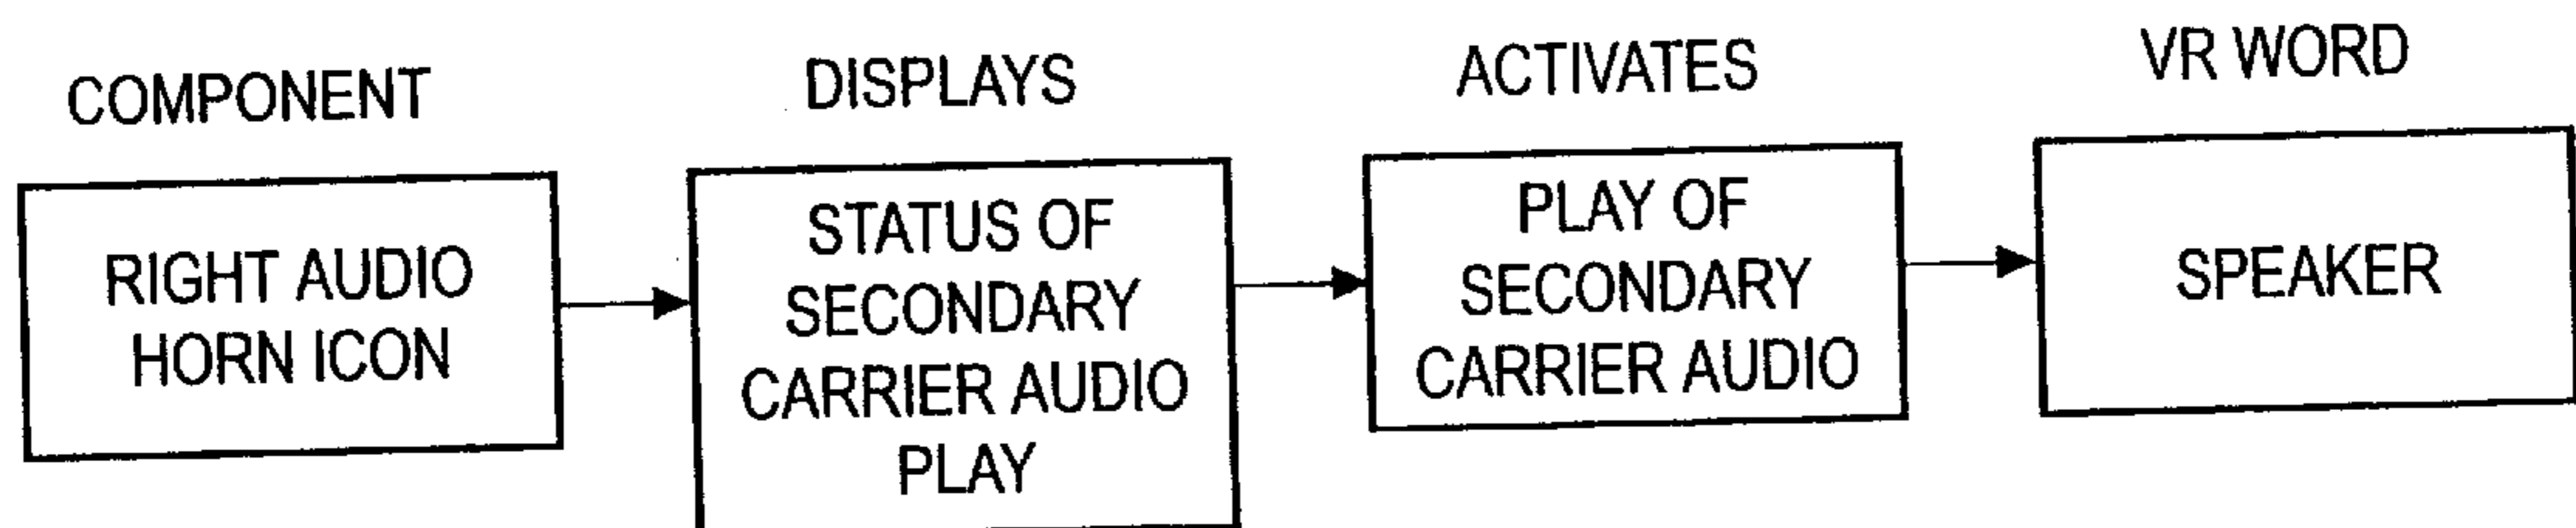 COMPONENT
DISPLAYS
ACTIVATES
VR WORD
RIGHT AUDIO
HORN ICON
STATUS OF
SECONDARY
CARRIER AUDIO
PLAY
PLAY OF
SECONDARY
CARRIER AUDIO
SPEAKER